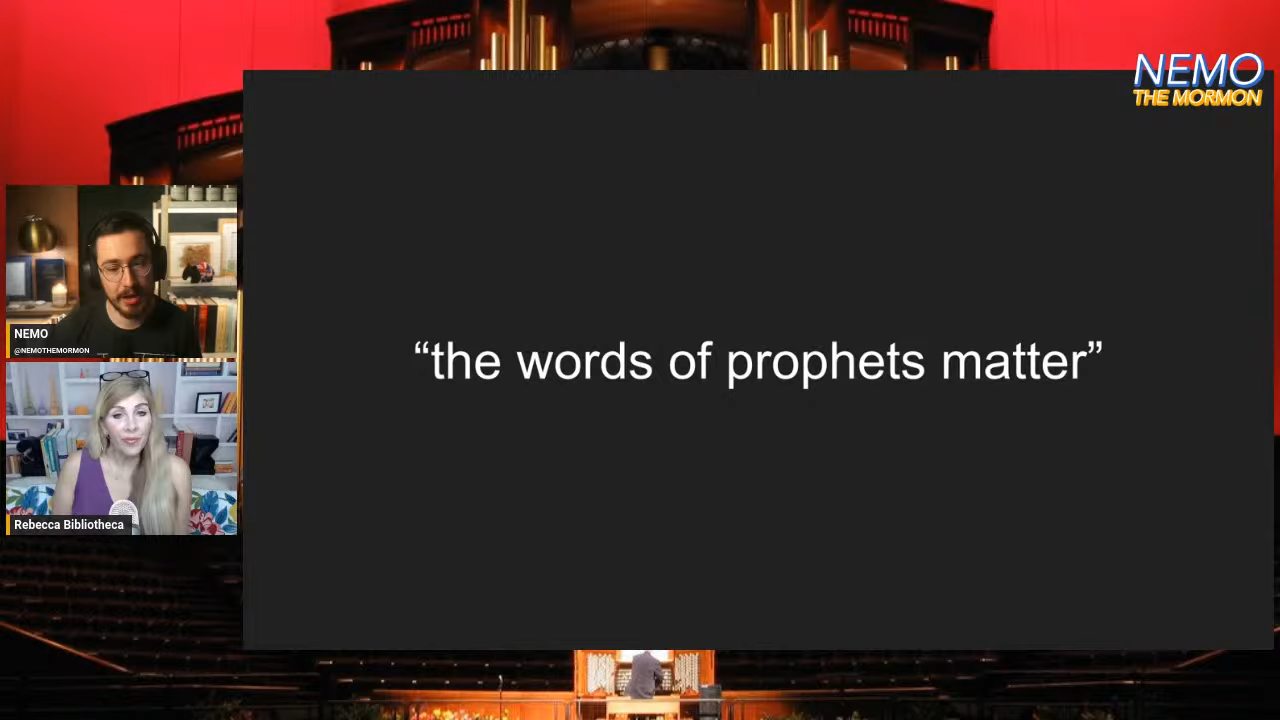 NEMO
THE MORMON
“the words of prophets matter”
NEMO
@NEMOTHEMORMON
Rebecca Bibliotheca